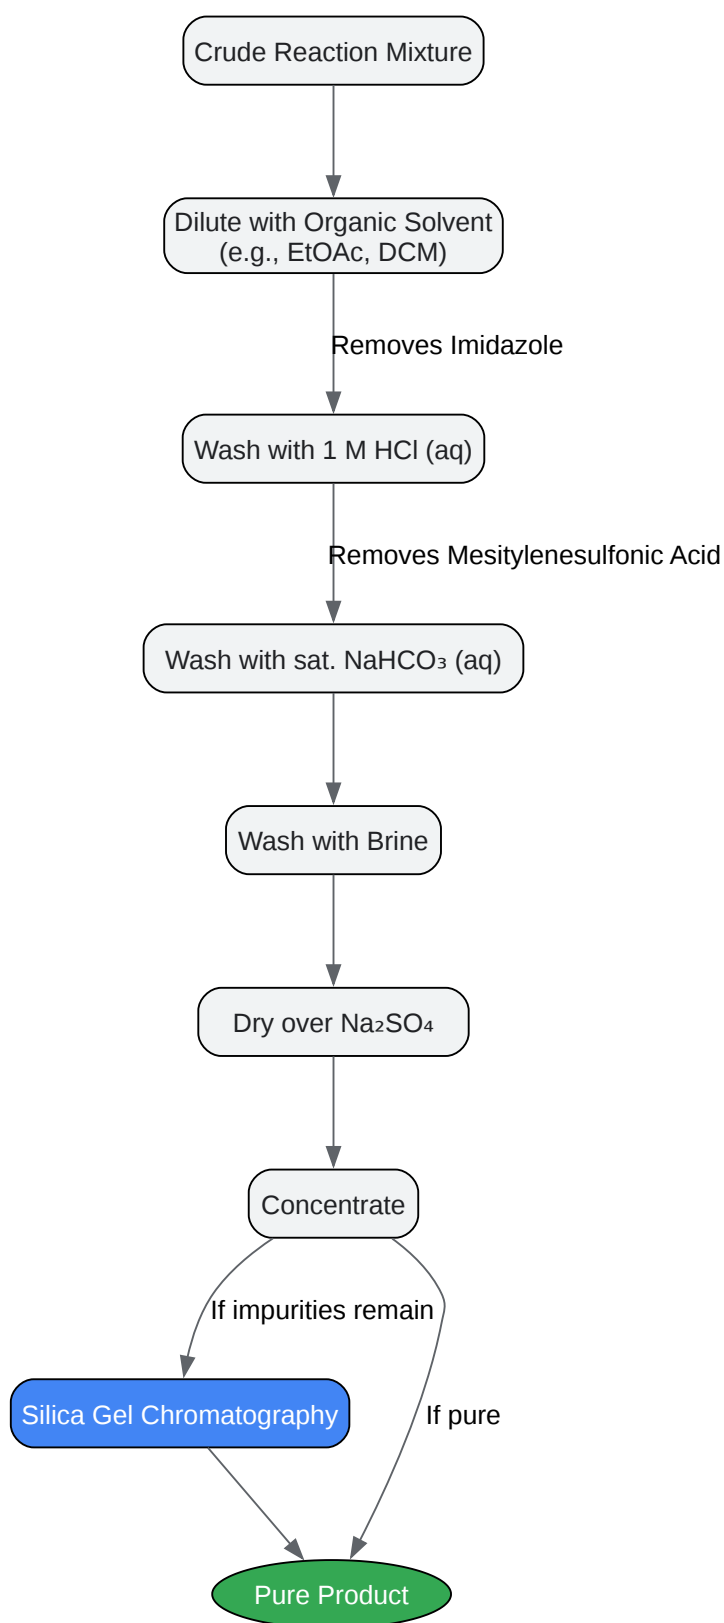 Crude Reaction Mixture
Dilute with Organic Solvent
(e.g., EtOAc, DCM)
Removes Imidazole
Wash with 1 M HCl (aq)
Removes Mesitylenesulfonic Acid
Wash with sat. NaHCO₃ (aq)
Wash with Brine
Dry over Na₂SO₄
Concentrate
If impurities remain
Silica Gel Chromatography
If pure
Pure Product